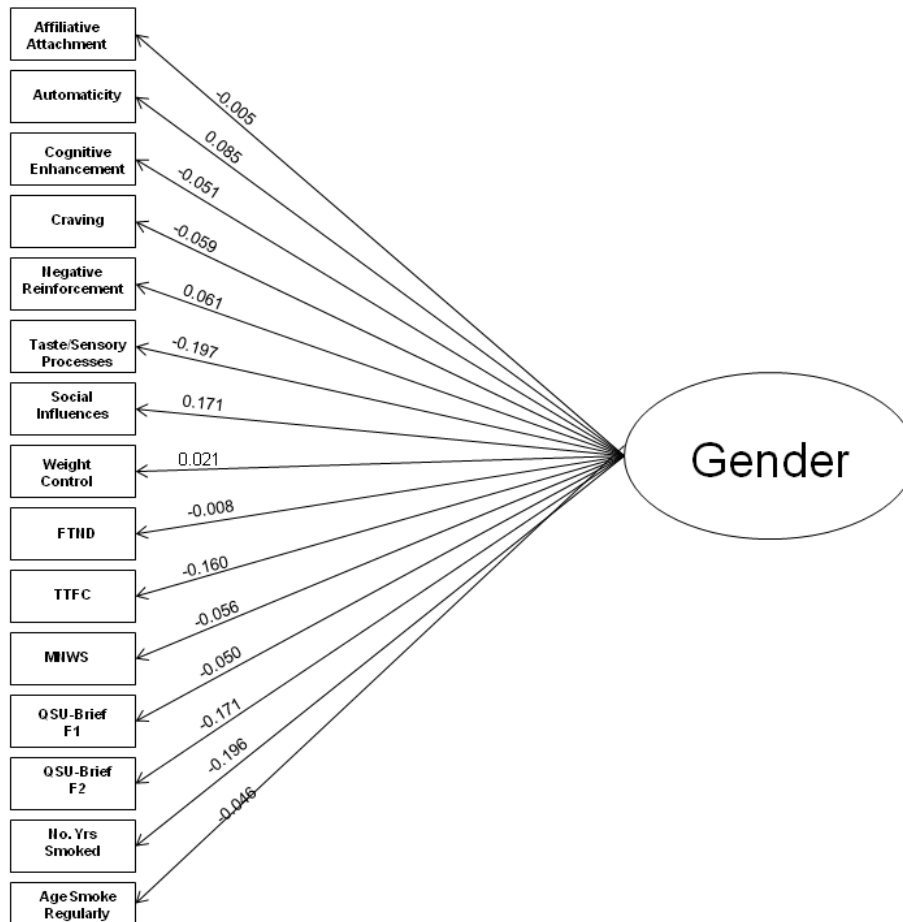 Affiliative
Attachment
-0.005
Automaticity
0.085
Cognitive
Enhancement
-0.051
Craving
-0.059
Negative
Reinforcement
0.061
Taste/Sensory
Processes
-0.197
Social
Influences
0.171
Weight
Control
0.021
Gender
FTND
-0.008
TTFC
-0.160
MNWS
-0.056
QSU-Brief
F1
-0.050
QSU-Brief
F2
-0.171
No. Yrs
Smoked
-0.196
Age Smoke
Regularly
-0.046